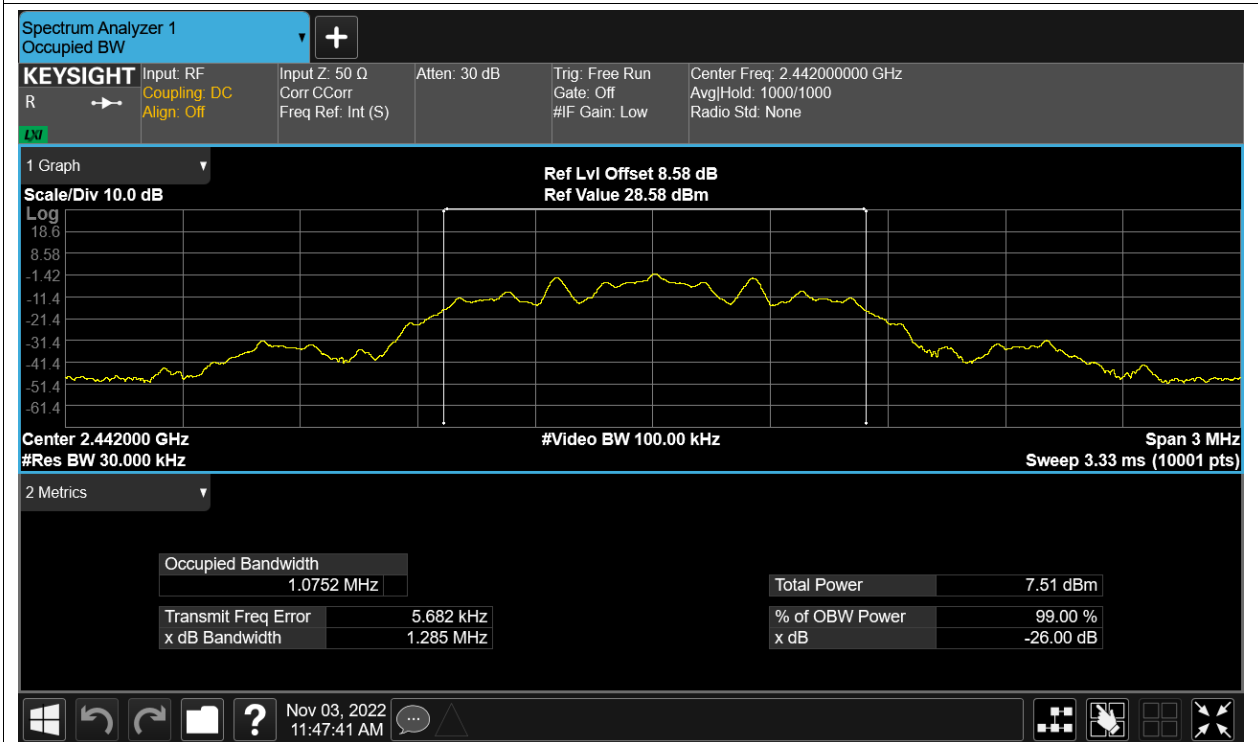 Spectrum Analyzer 1
Occupied BW
▼
+
KEYSIGHT
R
LXI
Input: RF
Coupling: DC
Align: Off
Input Z: 50 Ω
Corr CCorr
Freq Ref: Int (S)
Atten: 30 dB
Trig: Free Run
Gate: Off
#IF Gain: Low
Center Freq: 2.442000000 GHz
Avg|Hold: 1000/1000
Radio Std: None
1 Graph ▼
Scale/Div 10.0 dB
Ref Lvl Offset 8.58 dB
Ref Value 28.58 dBm
Log
18.6
8.58
-1.42
-11.4
-21.4
-31.4
-41.4
-51.4
-61.4
Center 2.442000 GHz
#Res BW 30.000 kHz
#Video BW 100.00 kHz
Span 3 MHz
Sweep 3.33 ms (10001 pts)
2 Metrics ▼
Occupied Bandwidth
1.0752 MHz
Transmit Freq Error 5.682 kHz
x dB Bandwidth 1.285 MHz
Total Power 7.51 dBm
% of OBW Power 99.00 %
x dB -26.00 dB
?
Nov 03, 2022
11:47:41 AM